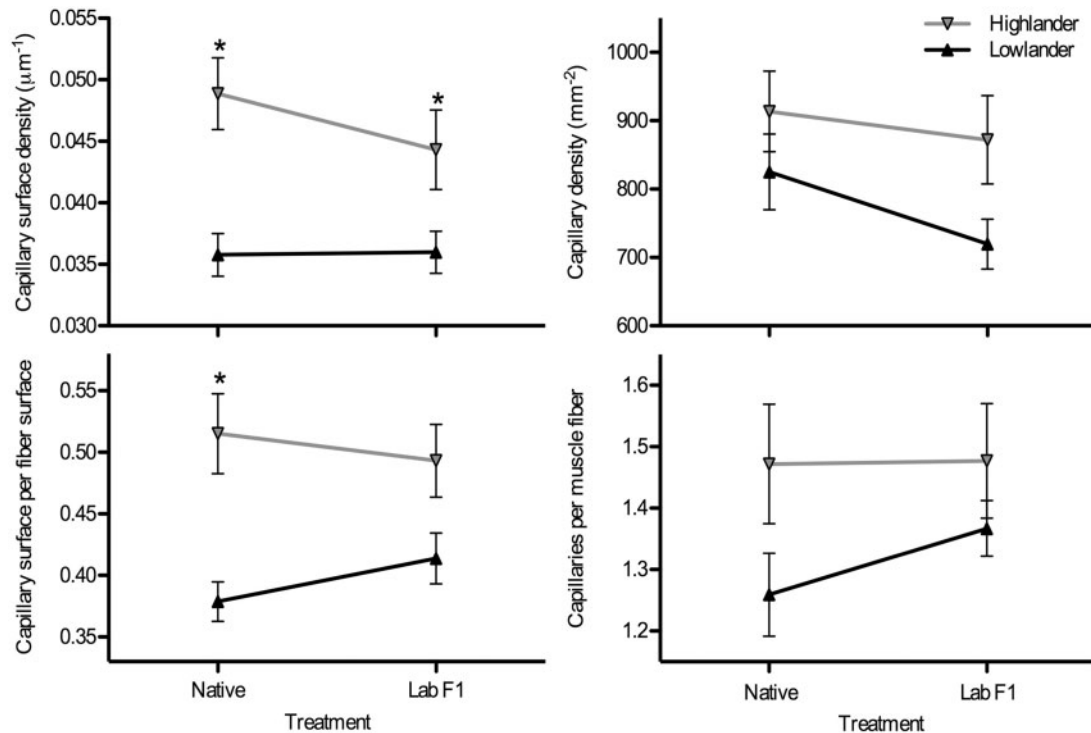 Highlander
Lowlander
Capillary surface density (μm⁻¹)
0.055
0.050
0.045
0.040
0.035
0.030
*
*
Capillary density (mm⁻²)
1000
900
800
700
600
Capillary surface per fiber surface
0.55
0.50
0.45
0.40
0.35
*
Native
Lab F1
Treatment
Capillaries per muscle fiber
1.6
1.5
1.4
1.3
1.2
Native
Lab F1
Treatment